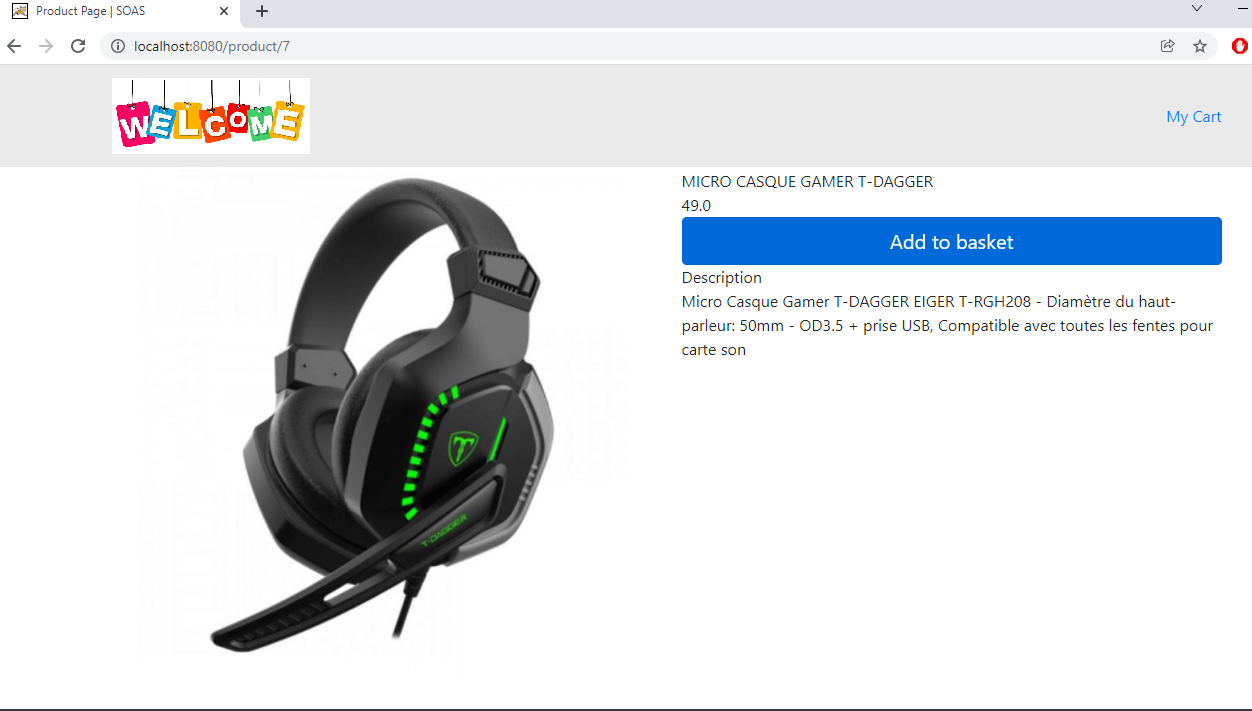 Product Page | SOAS
localhost:8080/product/7
WELCOME
My Cart
MICRO CASQUE GAMER T-DAGGER
49.0
Add to basket
Description
Micro Casque Gamer T-DAGGER EIGER T-RGH208 - Diamètre du haut-
parleur: 50mm - OD3.5 + prise USB, Compatible avec toutes les fentes pour
carte son
T-DAGGER